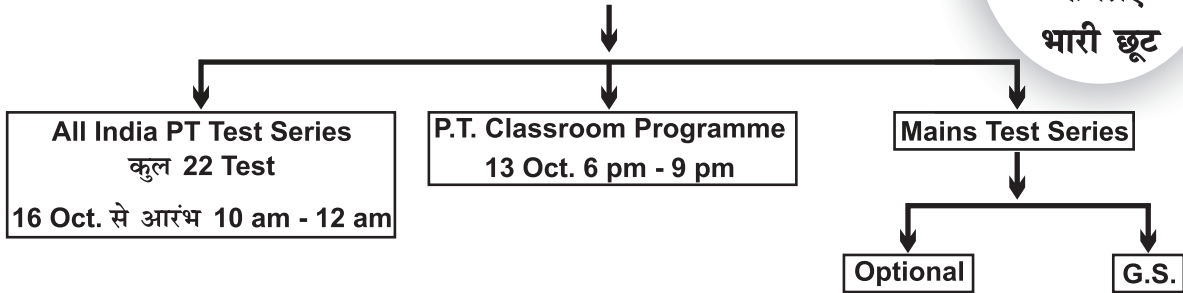 भारी छूट
All India PT Test Series
कुल 22 Test
16 Oct. से आरंभ 10 am - 12 am
P.T. Classroom Programme
13 Oct. 6 pm - 9 pm
Mains Test Series
Optional
G.S.